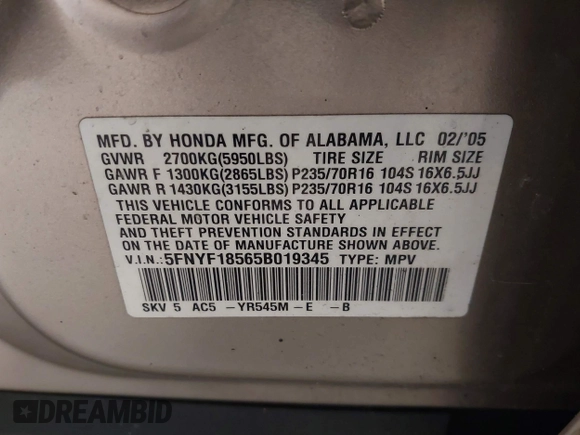 MFD. BY HONDA MFG. OF ALABAMA, LLC 02/'05
GVWR 2700KG(5950LBS) TIRE SIZE RIM SIZE
GAWR F 1300KG(2865LBS) P235/70R16 104S 16X6.5JJ
GAWR R 1430KG(3155LBS) P235/70R16 104S 16X6.5JJ
THIS VEHICLE CONFORMS TO ALL APPLICABLE
FEDERAL MOTOR VEHICLE SAFETY
AND THEFT PREVENTION STANDARDS IN EFFECT
ON THE DATE OF MANUFACTURE SHOWN ABOVE.
V.I.N.: 5FNYF18565B019345 TYPE: MPV
SKV 5 AC5 -YR545M-E -B
DREAMBID